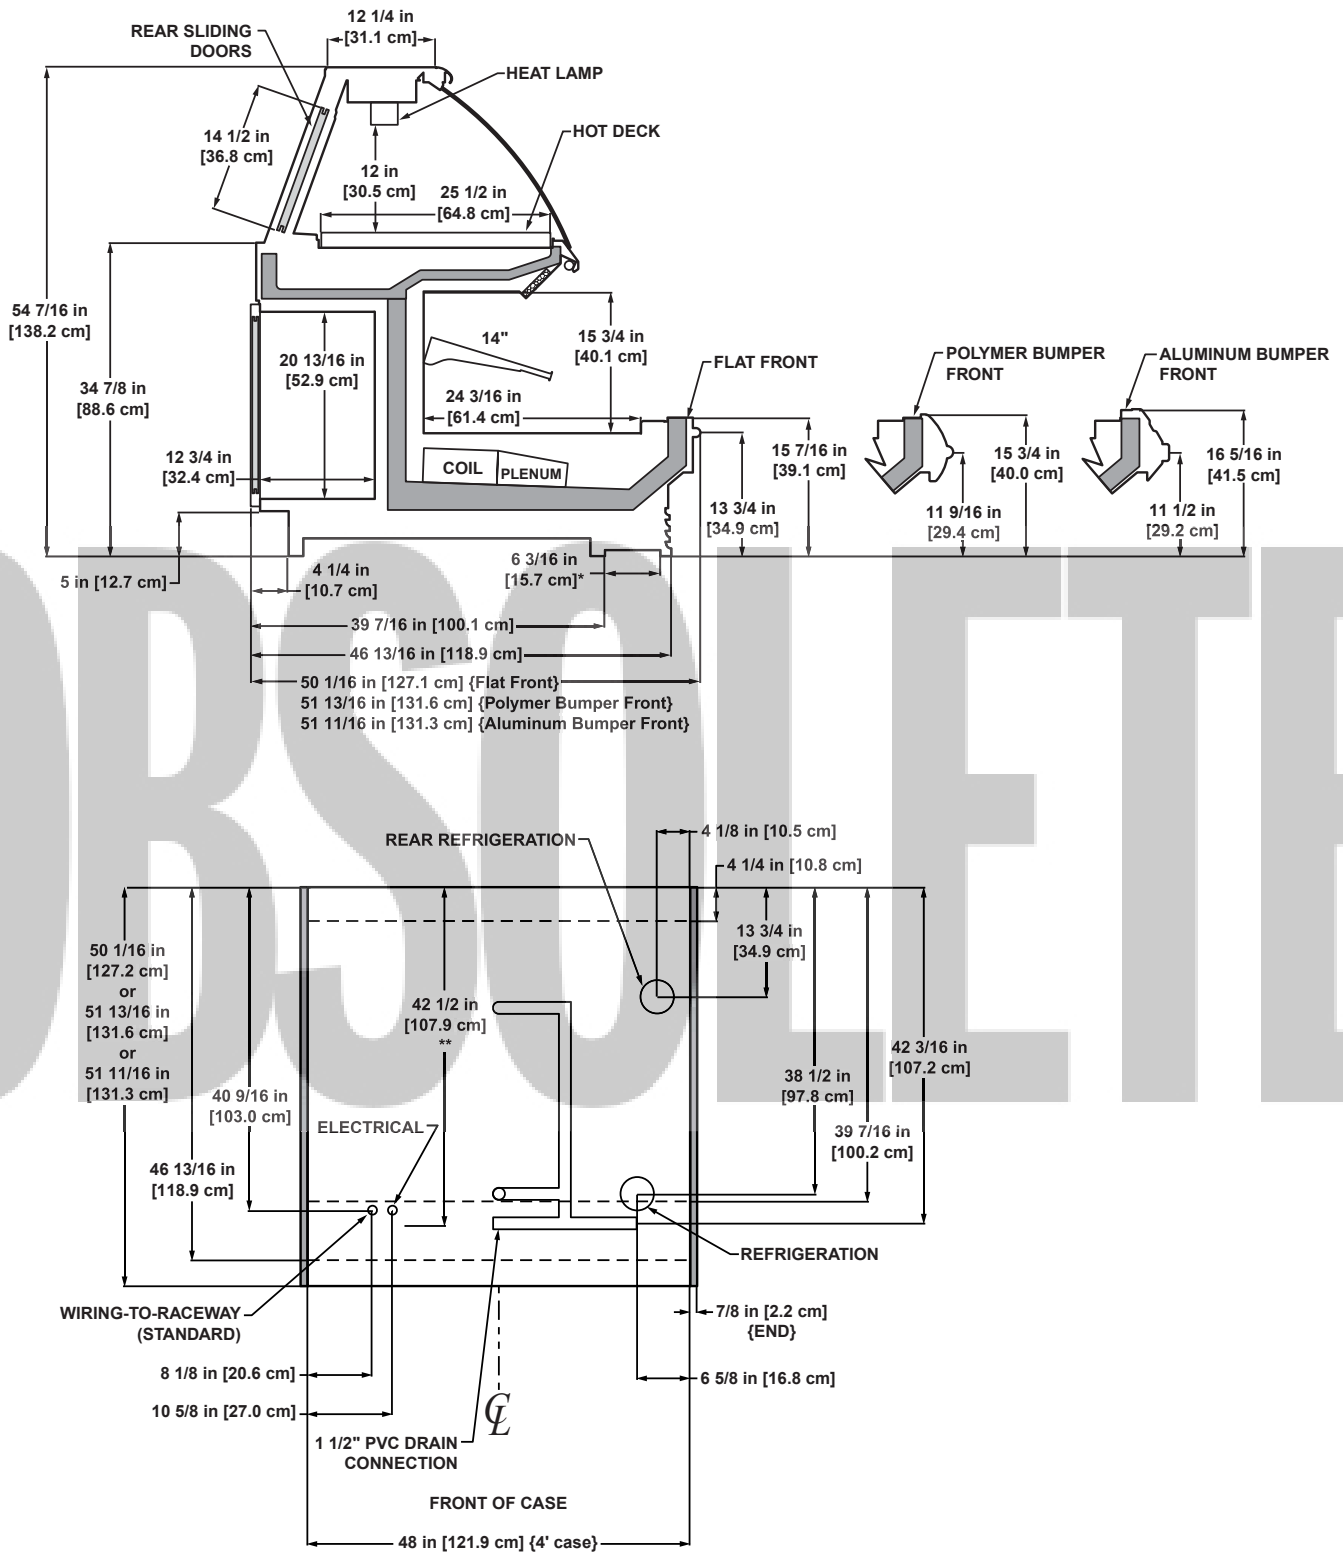 12 1/4 in
[31.1 cm]
REAR SLIDING
DOORS
HEAT LAMP
HOT DECK
14 1/2 in
[36.8 cm]
12 in
[30.5 cm]
25 1/2 in
[64.8 cm]
54 7/16 in
[138.2 cm]
34 7/8 in
[88.6 cm]
20 13/16 in
[52.9 cm]
14"
15 3/4 in
[40.1 cm]
24 3/16 in
[61.4 cm]
FLAT FRONT
POLYMER BUMPER
FRONT
ALUMINUM BUMPER
FRONT
12 3/4 in
[32.4 cm]
COIL
PLENUM
15 7/16 in
[39.1 cm]
13 3/4 in
[34.9 cm]
15 3/4 in
[40.0 cm]
11 9/16 in
[29.4 cm]
16 5/16 in
[41.5 cm]
11 1/2 in
[29.2 cm]
5 in [12.7 cm]
4 1/4 in
[10.7 cm]
6 3/16 in
[15.7 cm]*
39 7/16 in [100.1 cm]
46 13/16 in [118.9 cm]
50 1/16 in [127.1 cm] {Flat Front}
51 13/16 in [131.6 cm] {Polymer Bumper Front}
51 11/16 in [131.3 cm] {Aluminum Bumper Front}
OBSOLETE
REAR REFRIGERATION
4 1/8 in [10.5 cm]
4 1/4 in [10.8 cm]
13 3/4 in
[34.9 cm]
50 1/16 in
[127.2 cm]
or
51 13/16 in
[131.6 cm]
or
51 11/16 in
[131.3 cm]
42 1/2 in
[107.9 cm]
**
40 9/16 in
[103.0 cm]
ELECTRICAL
46 13/16 in
[118.9 cm]
38 1/2 in
[97.8 cm]
42 3/16 in
[107.2 cm]
39 7/16 in
[100.2 cm]
REFRIGERATION
WIRING-TO-RACEWAY
(STANDARD)
7/8 in [2.2 cm]
{END}
8 1/8 in [20.6 cm]
6 5/8 in [16.8 cm]
10 5/8 in [27.0 cm]
℄
1 1/2" PVC DRAIN
CONNECTION
FRONT OF CASE
48 in [121.9 cm] {4' case}